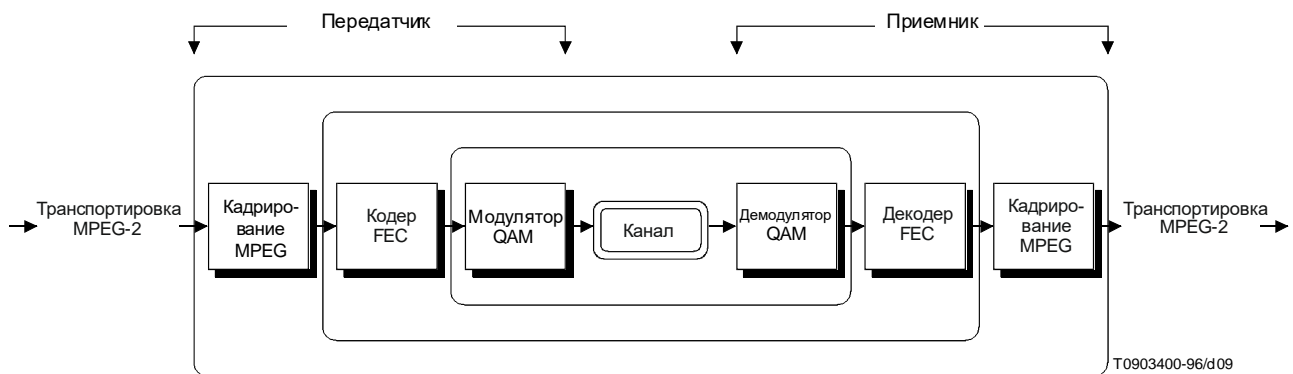 Передатчик
Приемник
Транспортировка
MPEG-2
Кадриро-
вание
MPEG
Кодер
FEC
Модулятор
QAM
Канал
Демодулятор
QAM
Декодер
FEC
Кадриро-
вание
MPEG
Транспортировка
MPEG-2
T0903400-96/d09